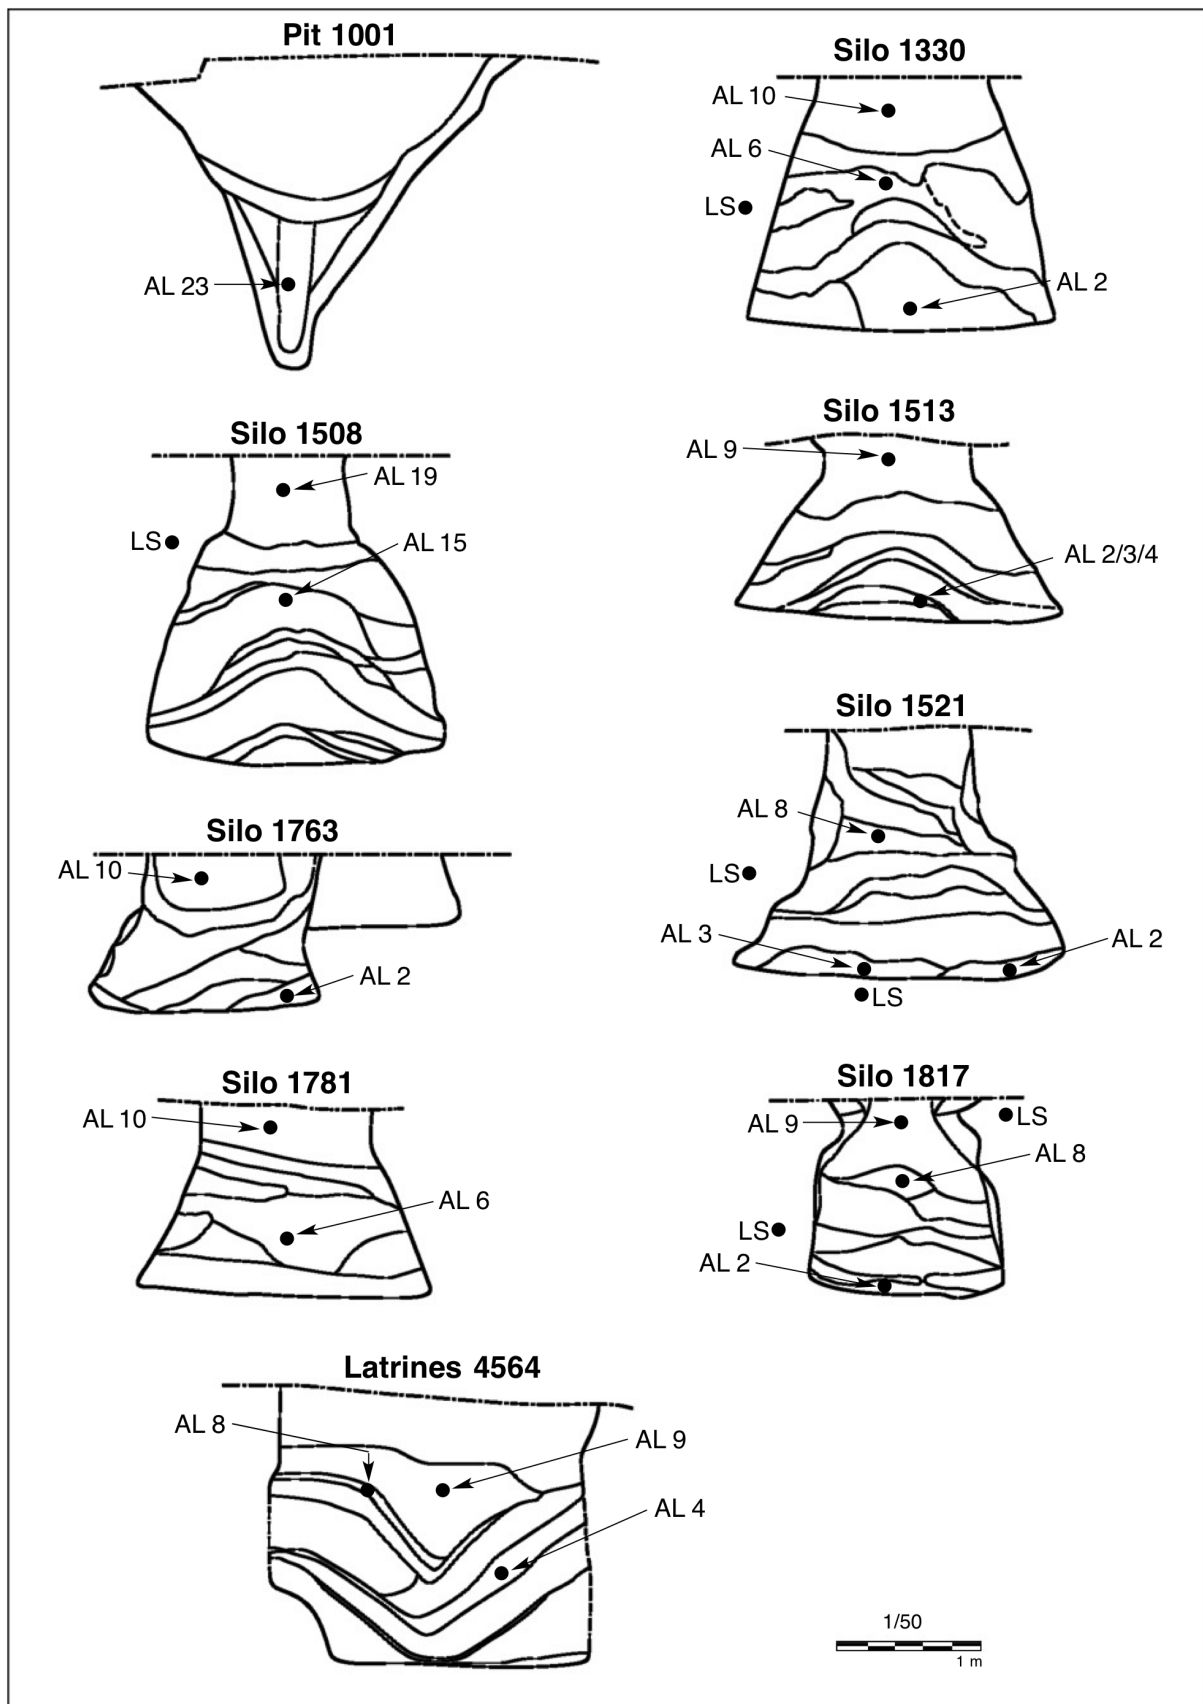 Pit 1001
AL 23
Silo 1330
AL 10
AL 6
LS
AL 2
Silo 1508
AL 19
LS
AL 15
Silo 1513
AL 9
AL 2/3/4
Silo 1521
AL 8
LS
AL 3
AL 2
LS
Silo 1763
AL 10
AL 2
Silo 1781
AL 10
AL 6
Silo 1817
AL 9
LS
AL 8
LS
AL 2
Latrines 4564
AL 8
AL 9
AL 4
1/50
1 m